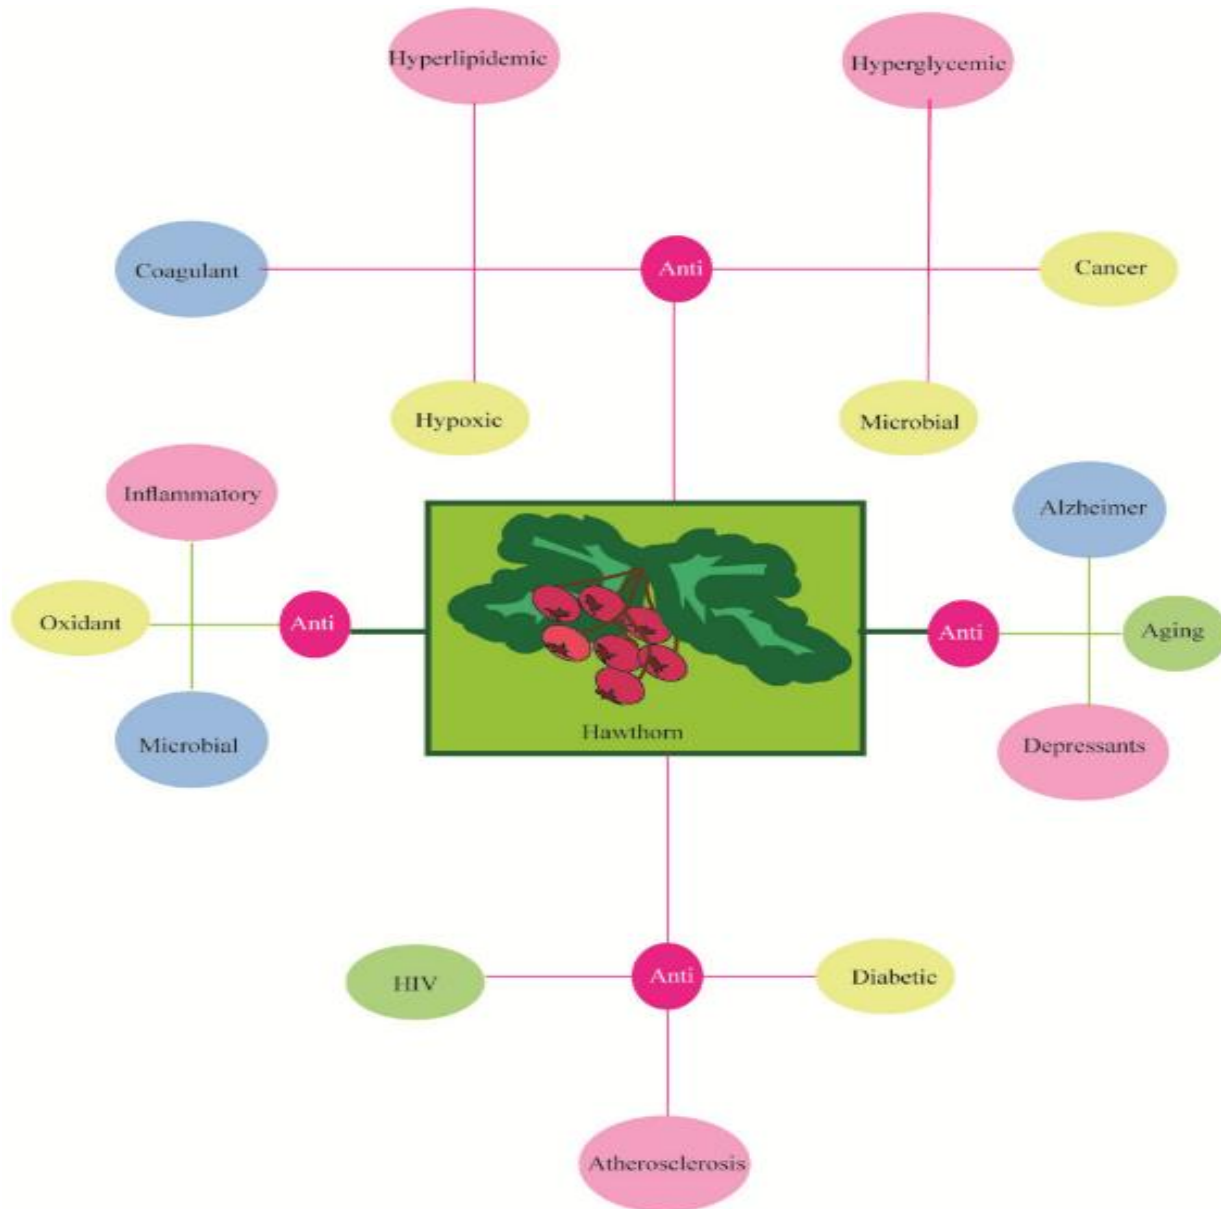 Hyperlipidemic
Hyperglycemic
Coagulant
Anti
Cancer
Hypoxic
Microbial
Inflammatory
Alzheimer
Oxidant
Anti
Anti
Aging
Hawthorn
Microbial
Depressants
HIV
Anti
Diabetic
Atherosclerosis